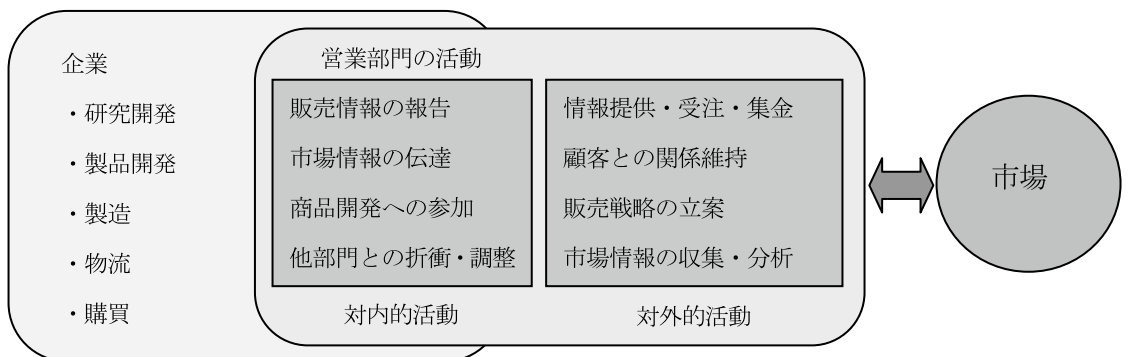 企業
・研究開発
・製品開発
・製造
・物流
・購買
営業部門の活動
販売情報の報告
市場情報の伝達
商品開発への参加
他部門との折衝・調整
対内的活動
情報提供・受注・集金
顧客との関係維持
販売戦略の立案
市場情報の収集・分析
対外的活動
市場